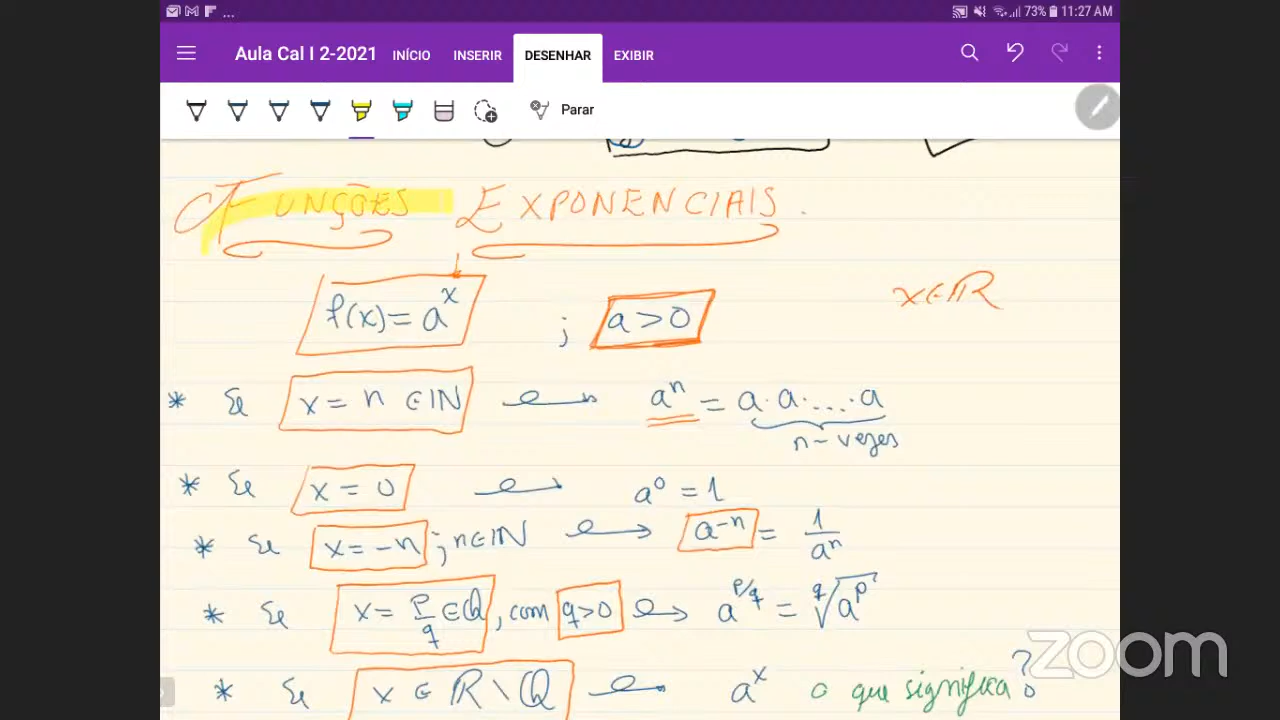 ... 73% 11:27 AM
Aula Cal I 2-2021 INÍCIO INSERIR DESENHAR EXIBIR
Parar
FUNÇÕES EXPONENCIAIS.
x∈ℝ
f(x) = a^x ; a > 0
* Se x = n ∈ ℕ a^n = a · a · ... · a
n-vezes
* Se x = 0 a^0 = 1
* Se x = -n ; n∈ℕ → a^-n = 1/a^n
* Se x = p/q ∈ ℚ, com q>0 → a^p/q = q√a^p
* Se x ∈ ℝ \ ℚ a^x o que significa?
zoom